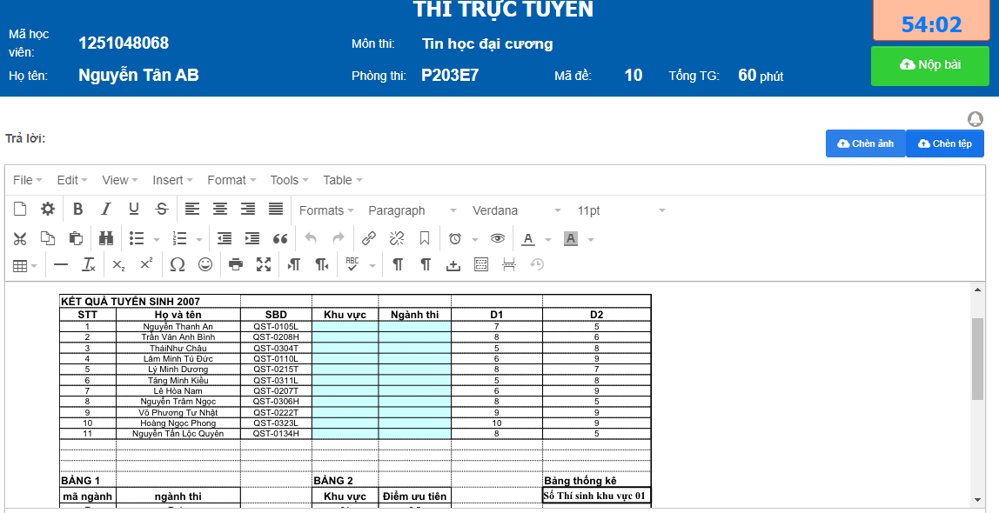 THI TRỰC TUYẾN
54:02
Mã học viên: 1251048068 Môn thi: Tin học đại cương
Nộp bài
Họ tên: Nguyễn Tân AB Phòng thi: P203E7 Mã đề: 10 Tổng TG: 60 phút
Trả lời:
Chèn ảnh Chèn tệp
File Edit View Insert Format Tools Table
B I U S Formats Paragraph Verdana 11pt
KẾT QUẢ TUYỂN SINH 2007
STT Họ và tên SBD Khu vực Ngành thi D1 D2
1 Nguyễn Thanh An QST-0105L 7 5
2 Trần Văn Anh Bình QST-0208H 8 6
3 TháiNhư Châu QST-0304T 5 8
4 Lâm Minh Tú Đức QST-0110L 6 9
5 Lý Minh Dương QST-0215T 8 7
6 Tăng Minh Kiều QST-0311L 5 8
7 Lê Hòa Nam QST-0207T 6 9
8 Nguyễn Trâm Ngọc QST-0306H 8 5
9 Võ Phương Tư Nhật QST-0222T 9 9
10 Hoàng Ngọc Phong QST-0323L 10 9
11 Nguyễn Tấn Lộc Quyên QST-0134H 8 5
BẢNG 1 BẢNG 2 Bảng thống kê
mã ngành ngành thi Khu vực Điểm ưu tiên Số Thí sinh khu vực 01